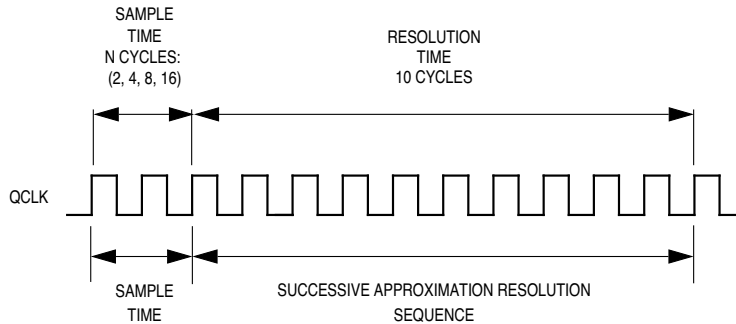 SAMPLE
TIME
N CYCLES:
(2, 4, 8, 16)
RESOLUTION
TIME
10 CYCLES
QCLK
SAMPLE
TIME
SUCCESSIVE APPROXIMATION RESOLUTION
SEQUENCE